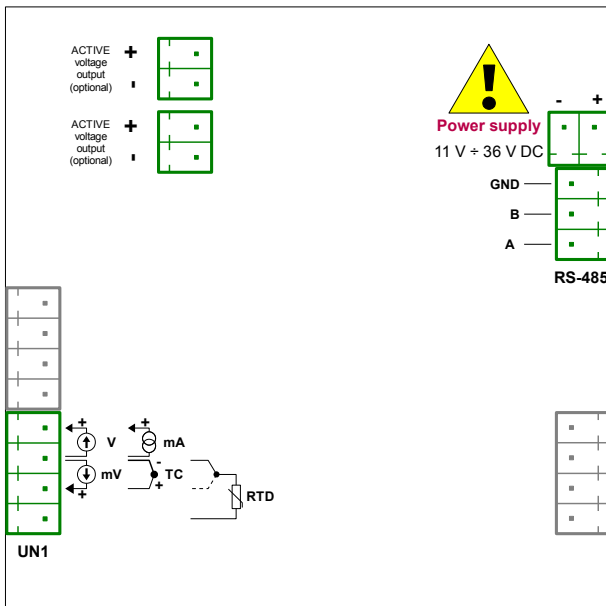 ACTIVE
voltage
output
(optional)
+
-
ACTIVE
voltage
output
(optional)
+
-
Power supply
11 V ÷ 36 V DC
- +
GND
B
A
RS-485
+ +
V mA
- 
mV TC
+ +
RTD
UN1